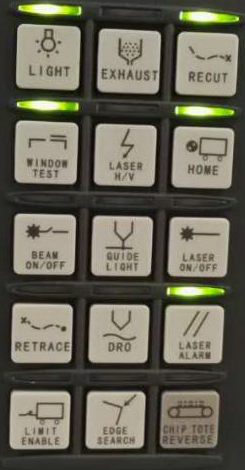 LIGHT
EXHAUST
RECUT
WINDOW
TEST
LASER
H/V
HOME
BEAM
ON/OFF
GUIDE
LIGHT
LASER
ON/OFF
RETRACE
DRO
LASER
ALARM
LIMIT
ENABLE
EDGE
SEARCH
CHIP TOTE
REVERSE